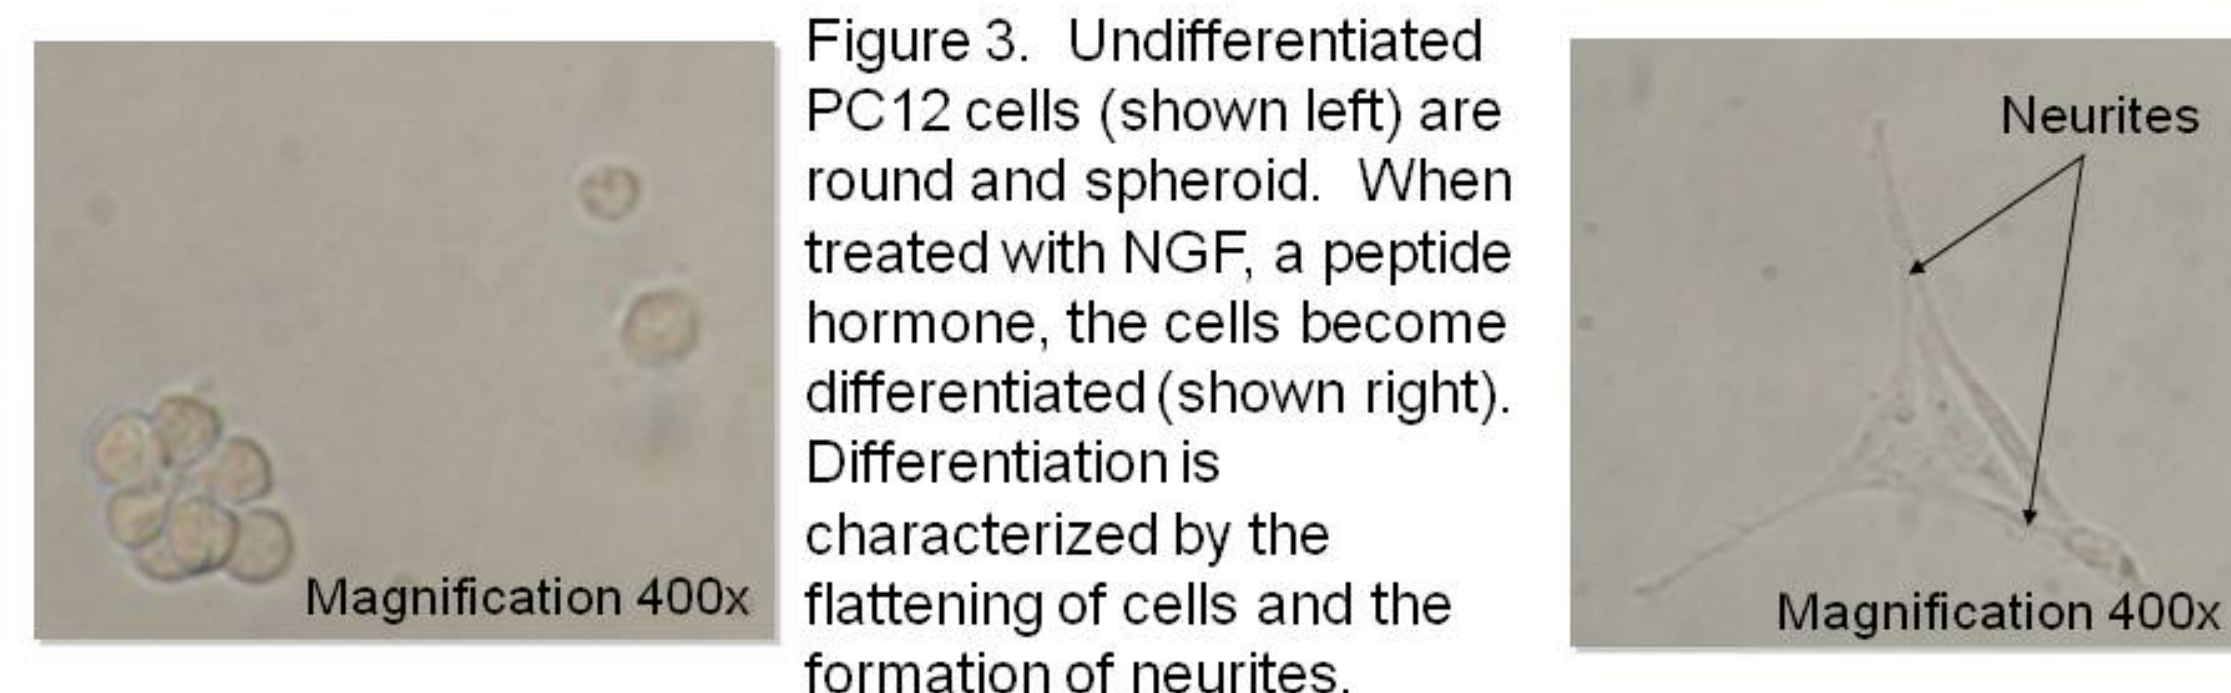 Magnification 400x
Figure 3. Undifferentiated
PC12 cells (shown left) are
round and spheroid. When
treated with NGF, a peptide
hormone, the cells become
differentiated (shown right).
Differentiation is
characterized by the
flattening of cells and the
formation of neurites.
Neurites
Magnification 400x